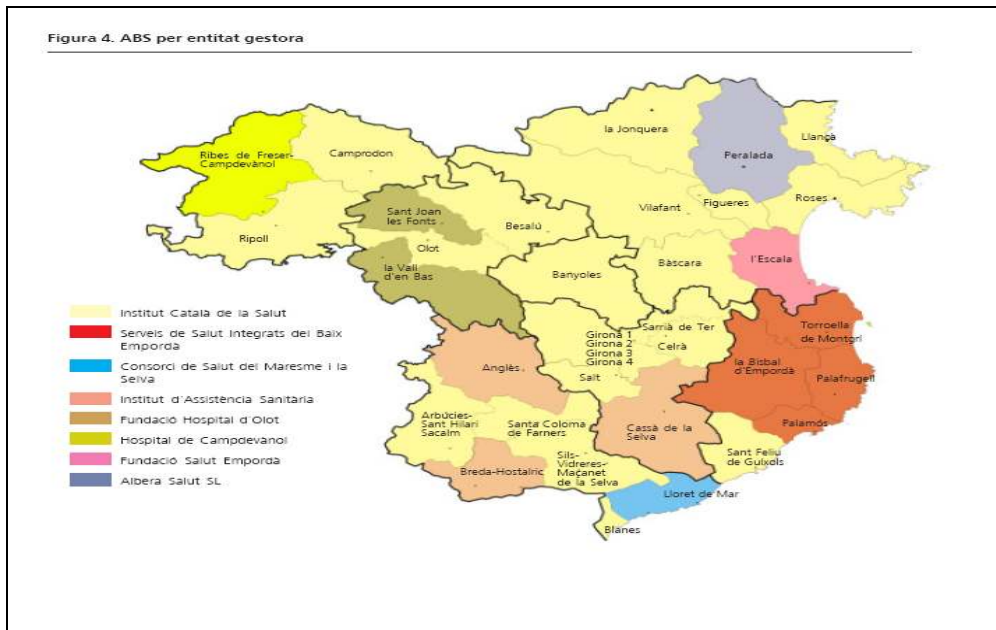 Figura 4. ABS per entitat gestora
la Jonquera
Llançà
Ribes de Freser-
Campdevànol
Camprodon
Peralada
Roses
Figueres
Sant Joan
les Fonts
Vilafant
Besalú
Ripoll
Olot
l'Escala
la Vall
d'en Bas
Banyoles
Bàscara
Institut Català de la Salut
Serveis de Salut Integrats del Baix
Empordà
Consorci de Salut del Maresme i la
Selva
Institut d'Assistència Sanitària
Fundació Hospital d'Olot
Hospital de Campdevànol
Fundació Salut Empordà
Albera Salut SL
Girona 1
Girona 2
Girona 3
Girona 4
Sarrià de Ter
Celrà
Torroella
de Montgrí
la Bisbal
d'Empordà
Anglès
Salt
Palafrugell
Arbúcies-
Sant Hilari
Sacalm
Santa Coloma
de Farners
Cassà de la
Selva
Palamós
Sant Feliu
de Guíxols
Sils-
Vidreres-
Maçanet
de la Selva
Breda-Hostalric
Lloret de Mar
Blanes